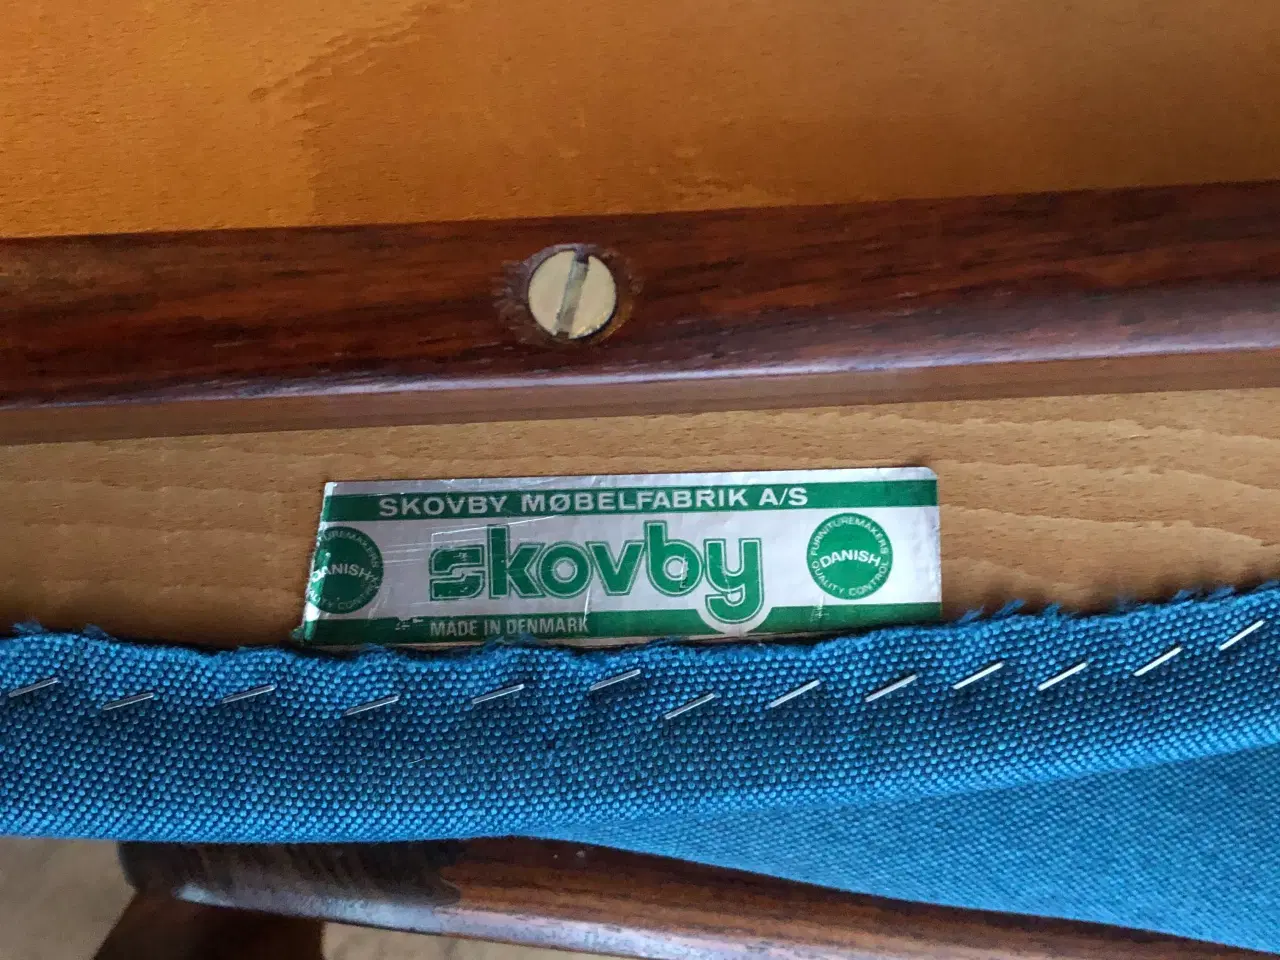 SKOVBY MØBELFABRIK A/S
skovby
FURNITUREMAKERS
DANISH
QUALITY CONTROL
FURNITUREMAKERS
DANISH
QUALITY CONTROL
MADE IN DENMARK